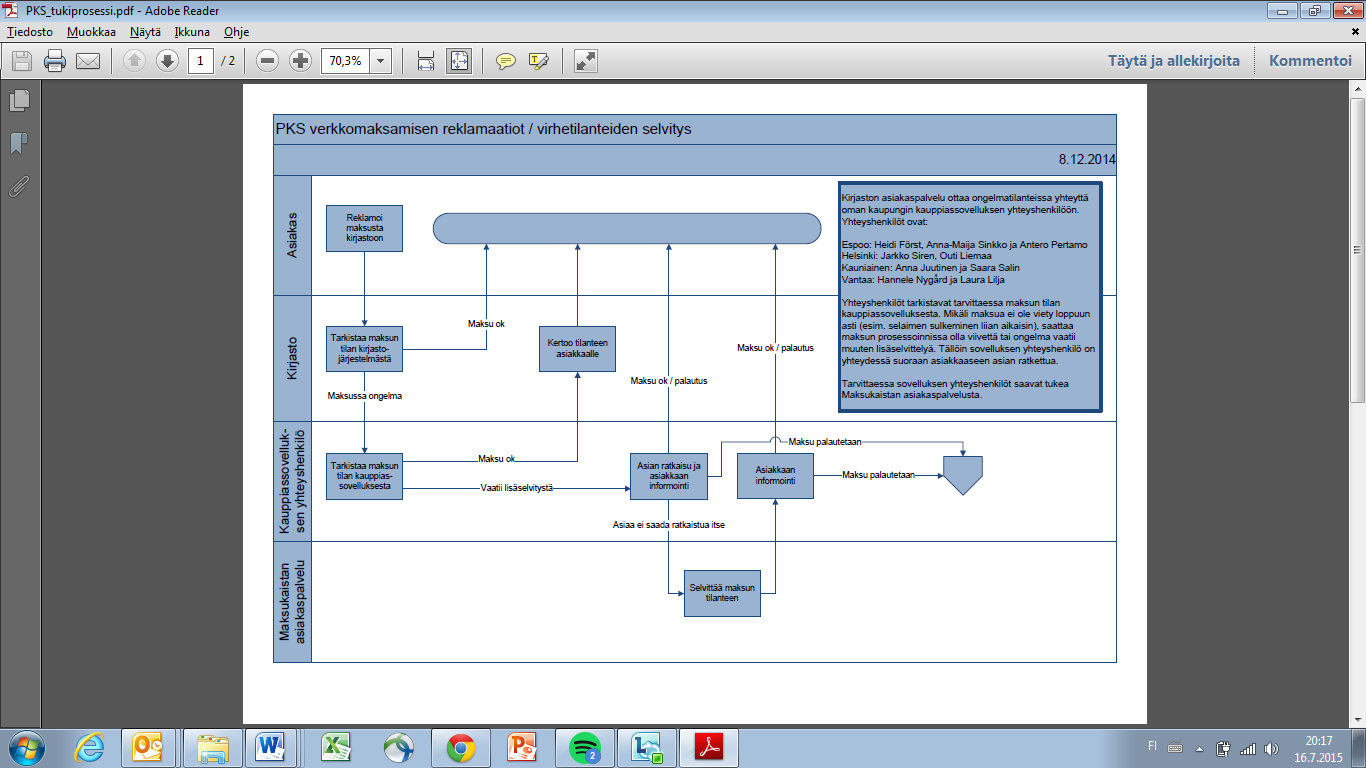 PKS_tukiprosessi.pdf - Adobe Reader
Tiedosto Muokkaa Näytä Ikkuna Ohje
1 / 2 70,3% Täytä ja allekirjoita Kommentoi
PKS verkkomaksamisen reklamaatiot / virhetilanteiden selvitys
8.12.2014
Asiakas
Reklamoi
maksusta
kirjastoon
Kirjaston asiakaspalvelu ottaa ongelmatilanteissa yhteyttä
oman kaupungin kauppiassovelluksen yhteyshenkilöön.
Yhteyshenkilöt ovat:
Espoo: Heidi Först, Anna-Maija Sinkko ja Antero Pertamo
Helsinki: Jarkko Siren, Outi Liemaa
Kauniainen: Anna Juutinen ja Saara Salin
Vantaa: Hannele Nygård ja Laura Lilja
Yhteyshenkilöt tarkistavat tarvittaessa maksun tilan
kauppiassovelluksesta. Mikäli maksua ei ole viety loppuun
asti (esim. selaimen sulkeminen liian aikaisin), saattaa
maksun prosessoinnissa olla viivettä tai ongelma vaatii
muuten lisäselvittelyä. Tällöin sovelluksen yhteyshenkilö on
yhteydessä suoraan asiakkaaseen asian ratkettua.
Tarvittaessa sovelluksen yhteyshenkilöt saavat tukea
Maksukaistan asiakaspalvelusta.
Kirjasto
Tarkistaa maksun
tilan kirjasto-
järjestelmästä
Maksu ok
Kertoo tilanteen
asiakkaalle
Maksu ok / palautus
Maksu ok / palautus
Maksussa ongelma
Kauppiassovelluk-
sen yhteyshenkilö
Tarkistaa maksun
tilan kauppias-
sovelluksesta
Maksu ok
Vaatii lisäselvitystä
Asian ratkaisu ja
asiakkaan
informointi
Asiakkaan
informointi
Maksu palautetaan
Maksu palautetaan
Asiaa ei saada ratkaistua itse
Maksukaistan
asiakaspalvelu
Selvittää maksun
tilanteen
2
FI
20:17
16.7.2015